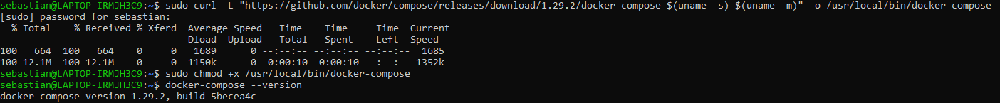 sebastian@LAPTOP-IRMJH3C9:~$ sudo curl -L "https://github.com/docker/compose/releases/download/1.29.2/docker-compose-$(uname -s)-$(uname -m)" -o /usr/local/bin/docker-compose
[sudo] password for sebastian:
  % Total    % Received % Xferd  Average Speed   Time    Time     Time  Current
                                 Dload  Upload   Total   Spent    Left  Speed
100   664  100   664    0     0   1689      0 --:--:-- --:--:-- --:--:--  1685
100 12.1M  100 12.1M    0     0  1150k      0  0:00:10  0:00:10 --:--:-- 1352k
sebastian@LAPTOP-IRMJH3C9:~$ sudo chmod +x /usr/local/bin/docker-compose
sebastian@LAPTOP-IRMJH3C9:~$ docker-compose --version
docker-compose version 1.29.2, build 5becea4c